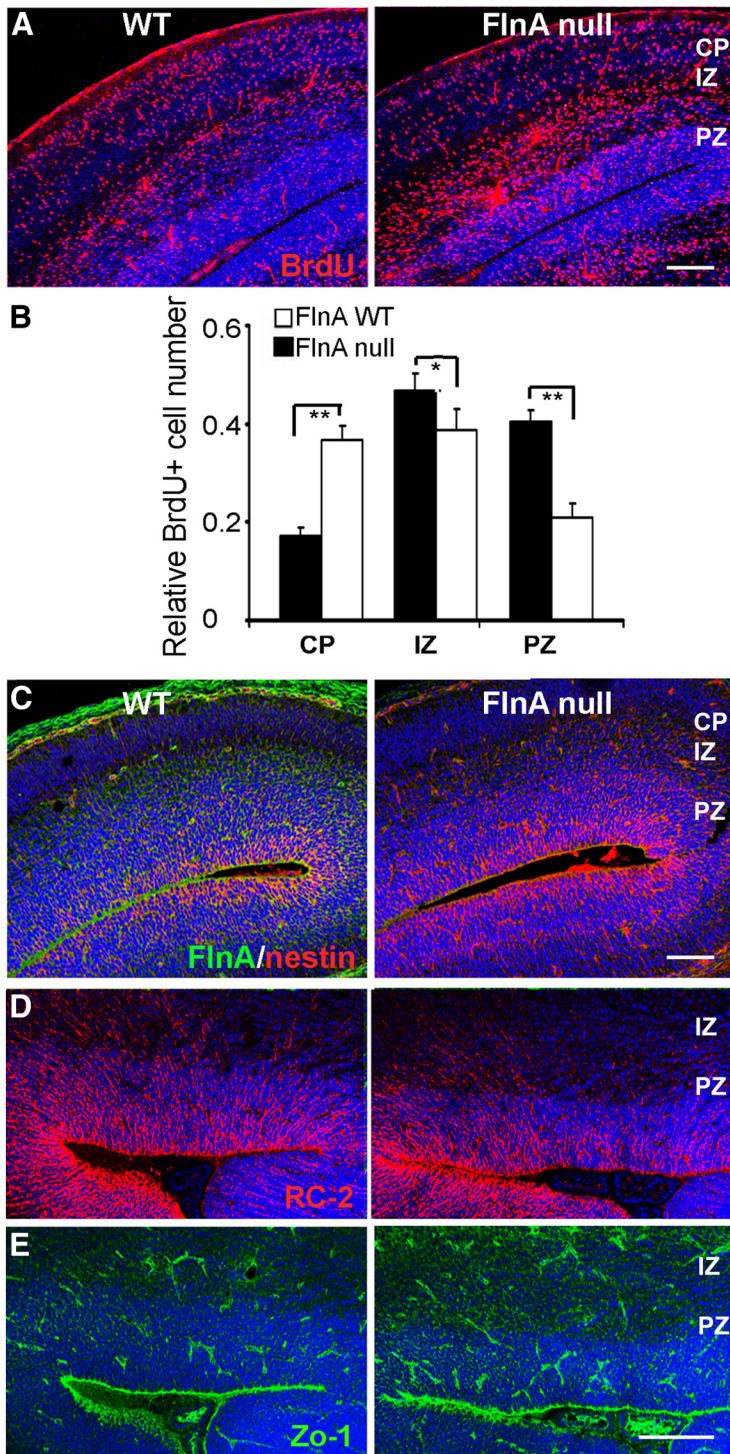 A WT FlnA null CP
IZ
PZ
BrdU
B
Relative BrdU+ cell number
0.6
0.4
0.2
0
FlnA WT
FlnA null
** * **
CP IZ PZ
C WT FlnA null CP
IZ
PZ
FlnA/nestin
D IZ
PZ
RC-2
E IZ
PZ
Zo-1